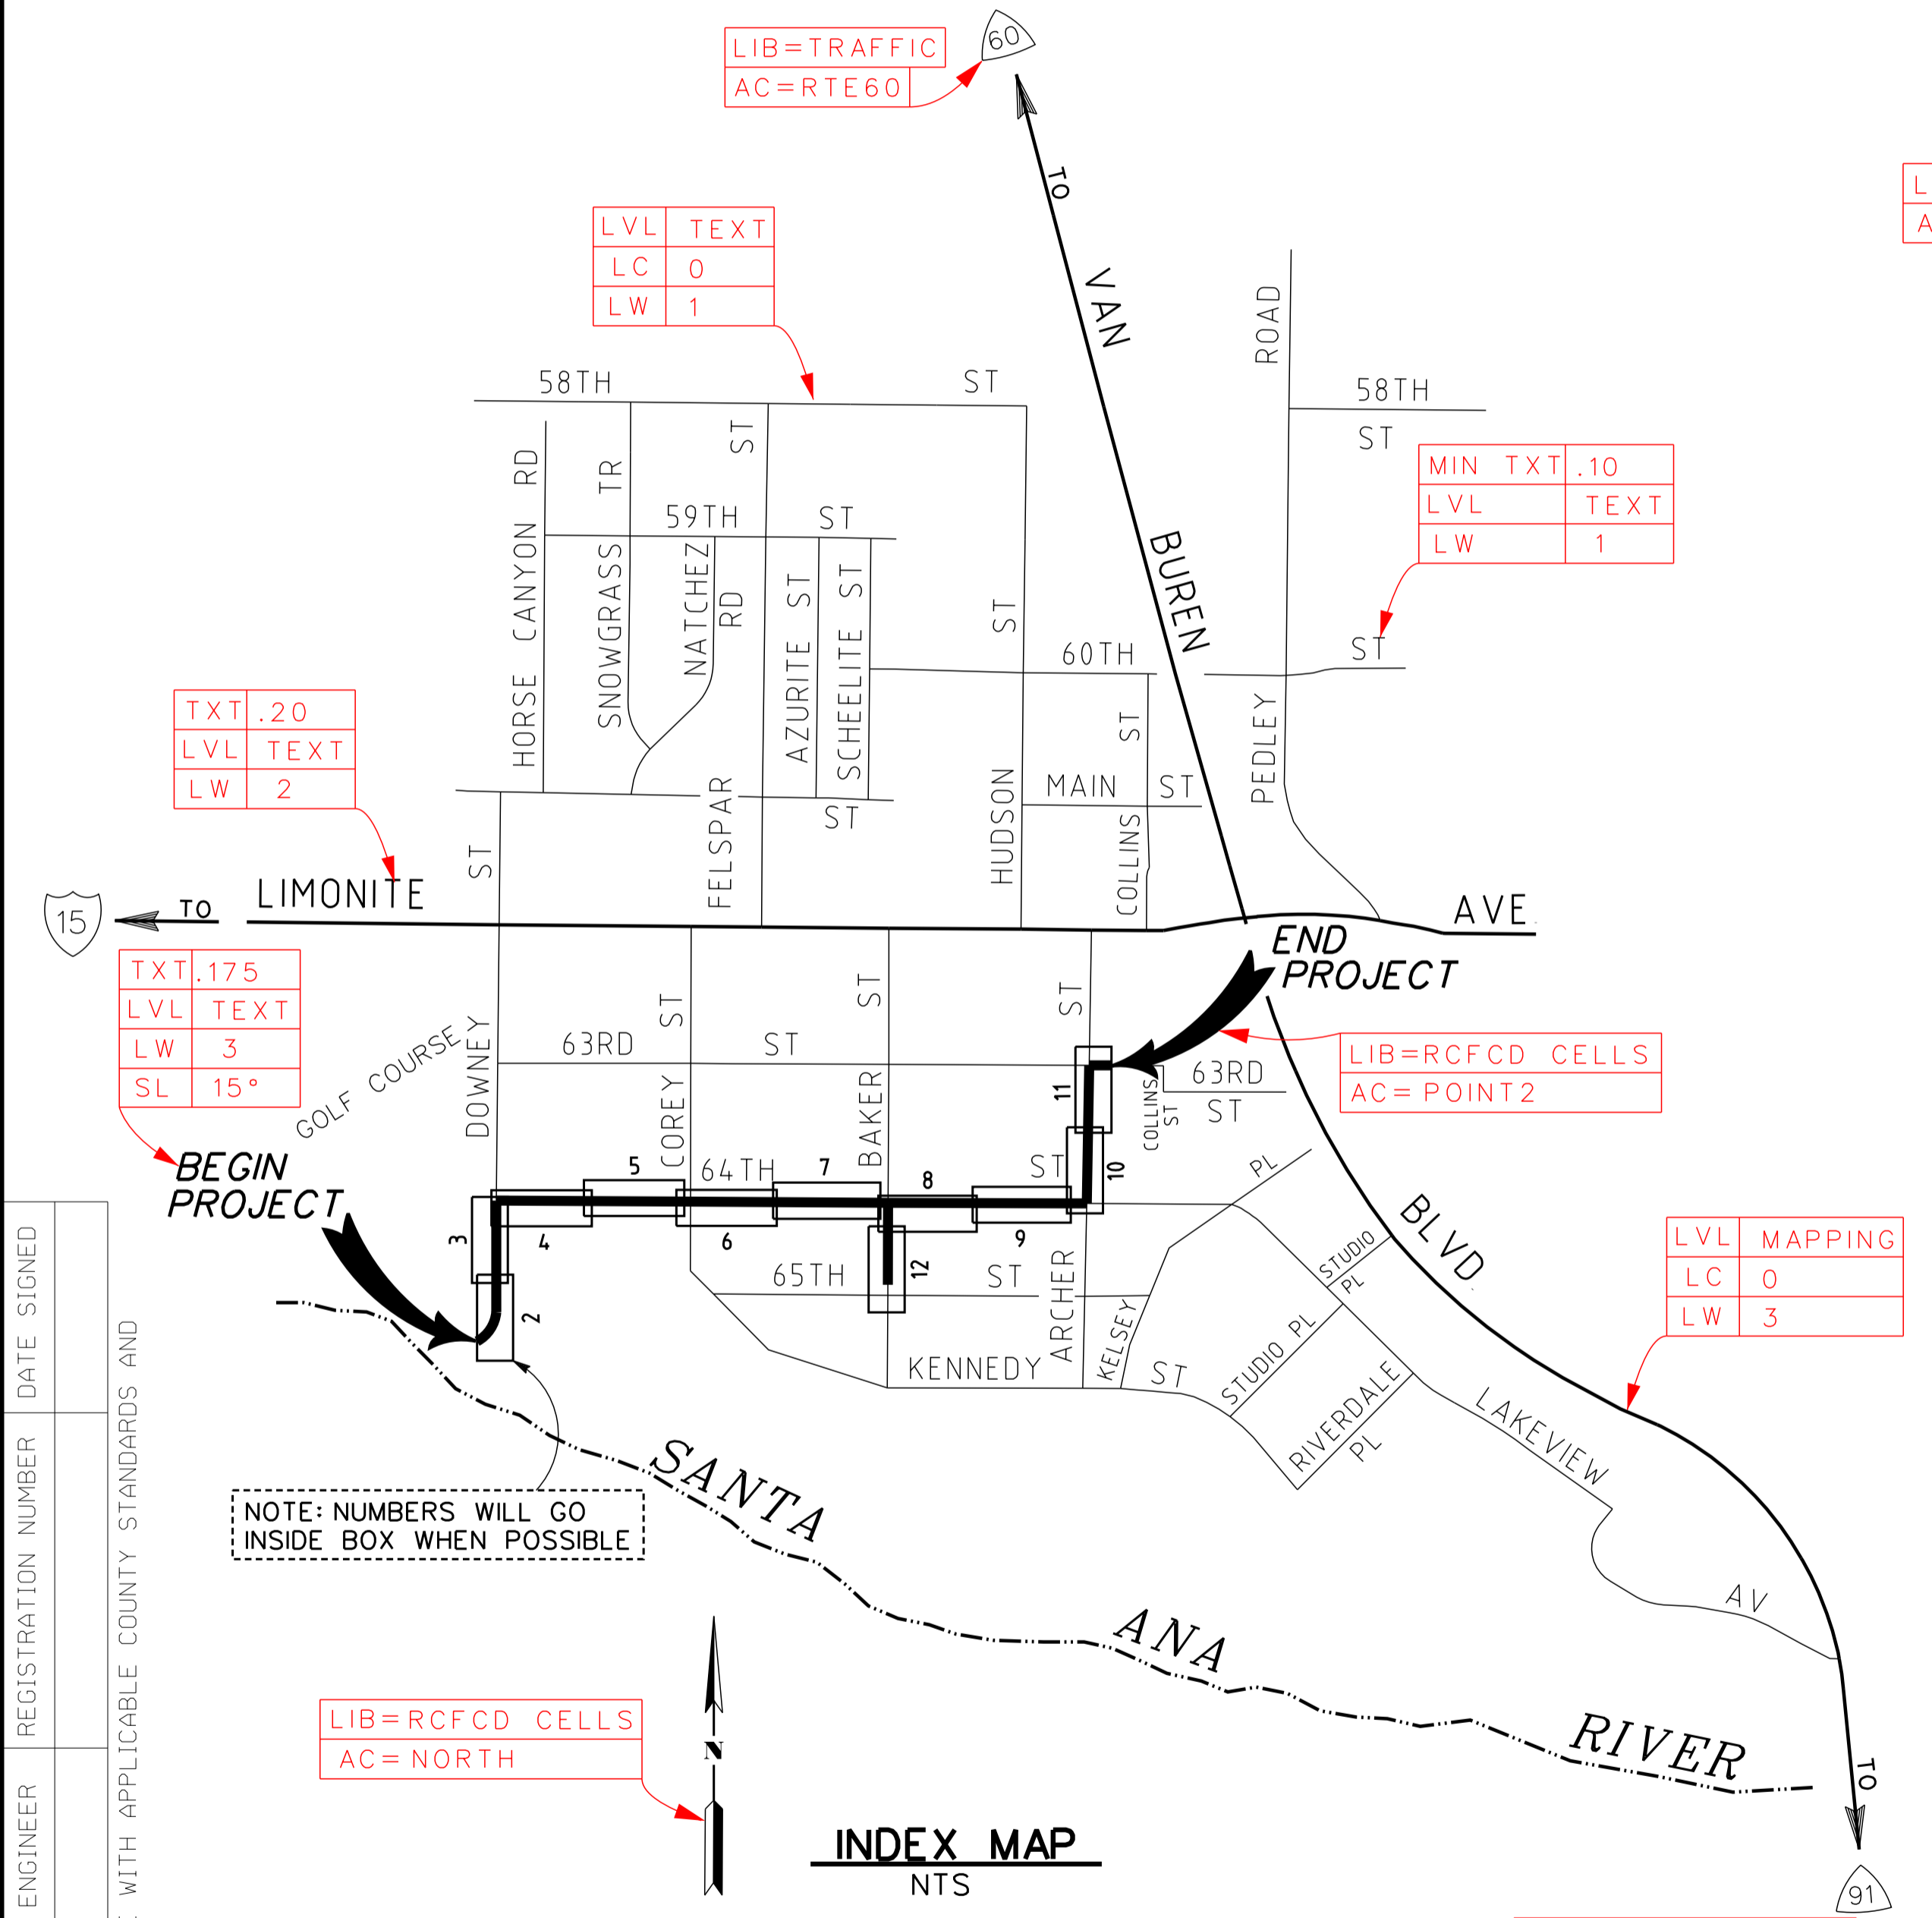 LIB=TRAFFIC
AC=RTE60
60
TO
L
A
LVL TEXT
LC 0
LW 1
VAN
ROAD
58TH ST
58TH
ST
MIN TXT .10
LVL TEXT
LW 1
HORSE CANYON RD
SNOWGRASS TR
ST
59TH ST
NATCHEZ
RD
AZURITE ST
SCHEELITE ST
ST
BUREN
60TH
ST
TXT .20
LVL TEXT
LW 2
FELSPAR
HUDSON
MAIN ST
ST
COLLINS
PEDLEY
ST
ST
15
TO
LIMONITE
AVE
END
PROJECT
TXT .175
LVL TEXT
LW 3
SL 15°
GOLF COURSE
DOWNEY
63RD ST
COREY ST
BAKER ST
ST
11
COLLINS
ST
63RD
ST
LIB=RCFCD CELLS
AC=POINT2
BEGIN
PROJECT
5
64TH
7
8
ST
10
PL
3
4
6
9
12
2
65TH ST
ARCHER
KELSEY
KENNEDY
ST
STUDIO
PL
STUDIO PL
RIVERDALE
PL
BLVD.
LVL MAPPING
LC 0
LW 3
LAKEVIEW
AV
NOTE: NUMBERS WILL GO
INSIDE BOX WHEN POSSIBLE
SANTA
ANA
RIVER
LIB=RCFCD CELLS
AC=NORTH
N
INDEX MAP
NTS
TO
91
ENGINEER REGISTRATION NUMBER DATE SIGNED
WITH APPLICABLE COUNTY STANDARDS AND